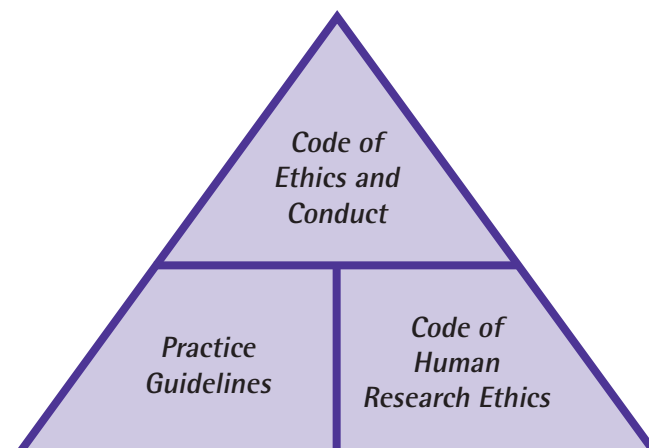 Code of
Ethics and
Conduct
Practice
Guidelines
Code of
Human
Research Ethics